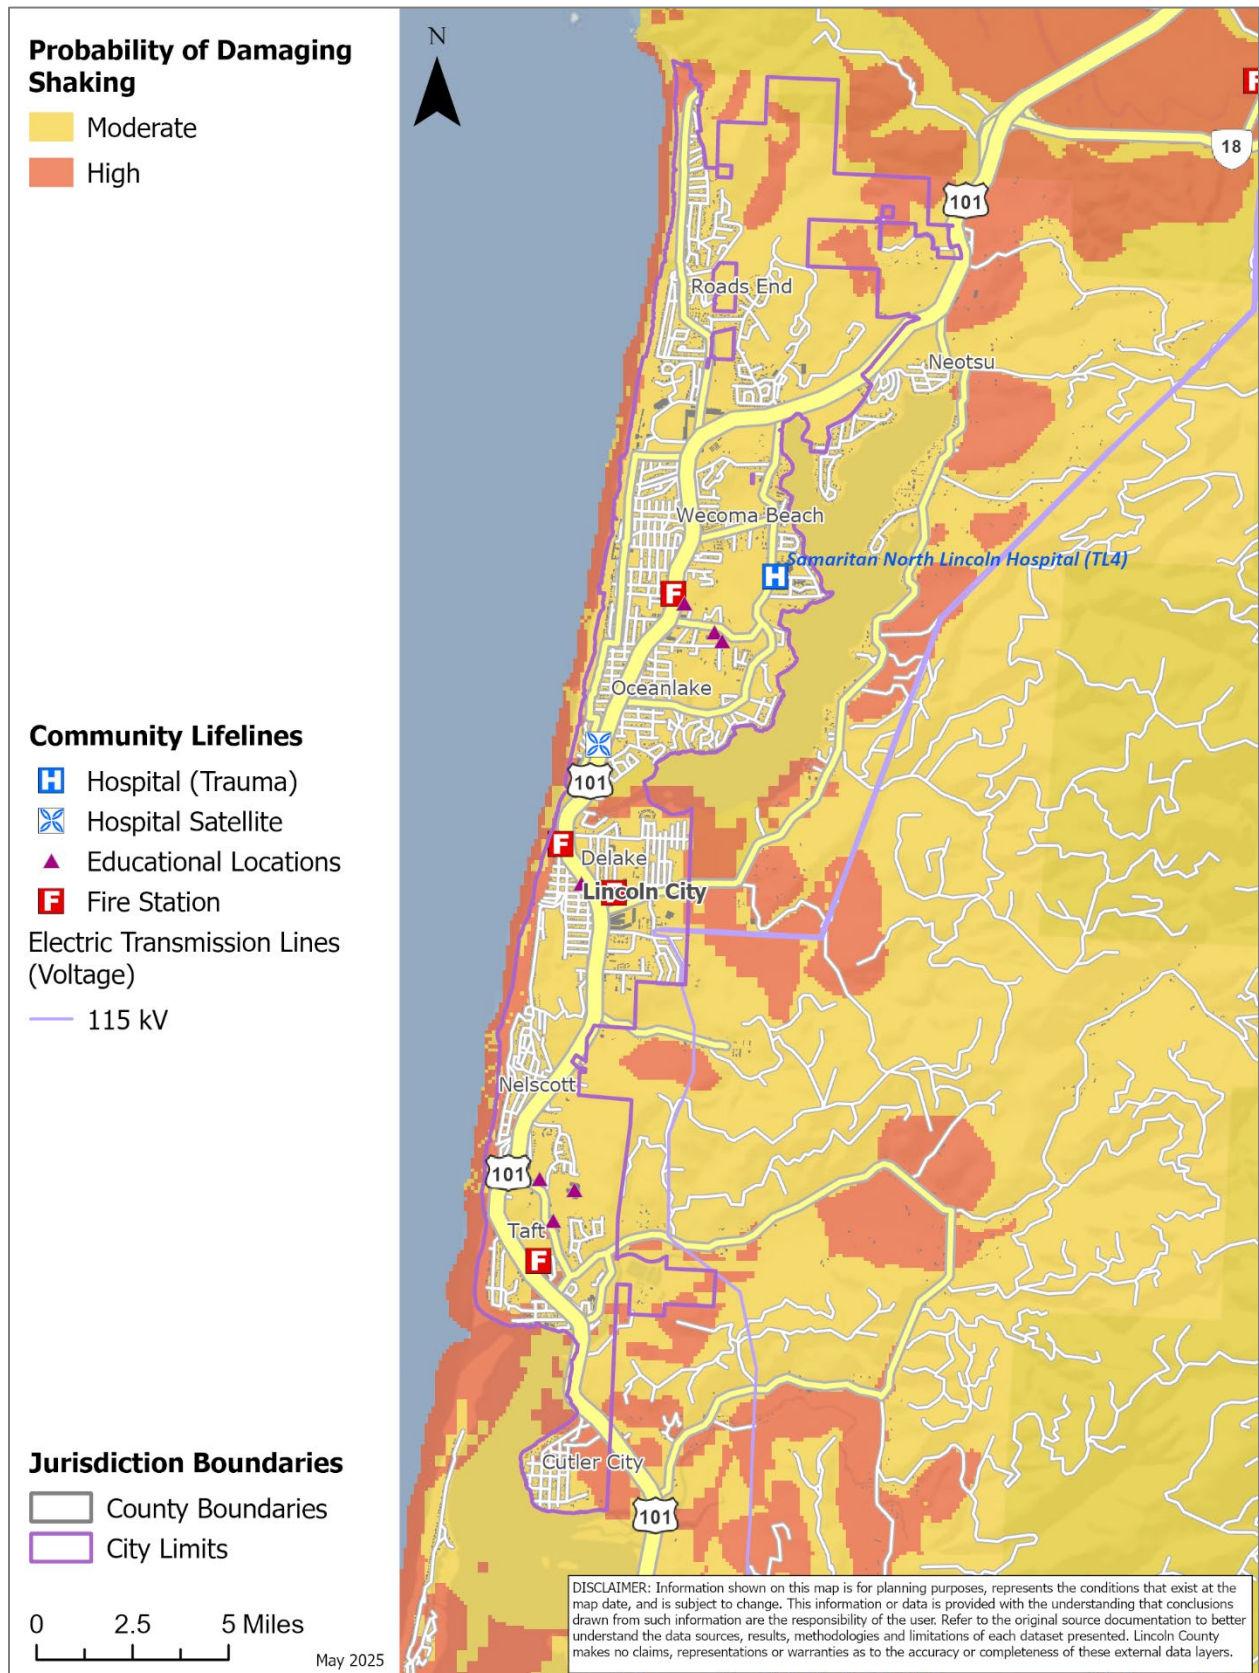 Probability of Damaging
Shaking
Moderate
High
Community Lifelines
H Hospital (Trauma)
Hospital Satellite
Educational Locations
F Fire Station
Electric Transmission Lines
(Voltage)
115 kV
Jurisdiction Boundaries
County Boundaries
City Limits
0 2.5 5 Miles
May 2025
N
F
18
101
Roads End
Neotsu
Wecoma Beach
Samaritan North Lincoln Hospital (TL4)
H
F
Oceanlake
101
F
Delake
Lincoln City
Nelscott
101
Taft
F
Cutler City
101
DISCLAIMER: Information shown on this map is for planning purposes, represents the conditions that exist at the
map date, and is subject to change. This information or data is provided with the understanding that conclusions
drawn from such information are the responsibility of the user. Refer to the original source documentation to better
understand the data sources, results, methodologies and limitations of each dataset presented. Lincoln County
makes no claims, representations or warranties as to the accuracy or completeness of these external data layers.